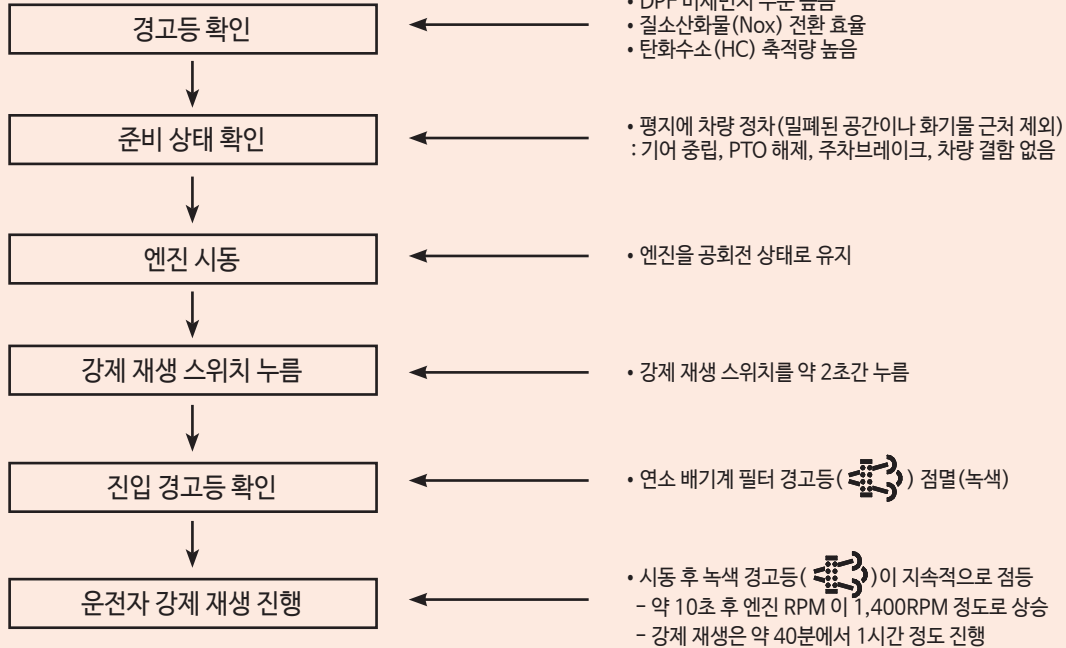 • DPF 미세먼지 수준 높음
경고등 확인
• 질소산화물(Nox) 전환 효율
• 탄화수소(HC) 축적량 높음
준비 상태 확인
• 평지에 차량 정차(밀폐된 공간이나 화기물 근처 제외)
: 기어 중립, PTO 해제, 주차브레이크, 차량 결함 없음
엔진 시동
• 엔진을 공회전 상태로 유지
강제 재생 스위치 누름
• 강제 재생 스위치를 약 2초간 누름
진입 경고등 확인
• 연소 배기계 필터 경고등( ) 점멸(녹색)
운전자 강제 재생 진행
• 시동 후 녹색 경고등( )이 지속적으로 점등
- 약 10초 후 엔진 RPM 이 1,400RPM 정도로 상승
- 강제 재생은 약 40분에서 1시간 정도 진행